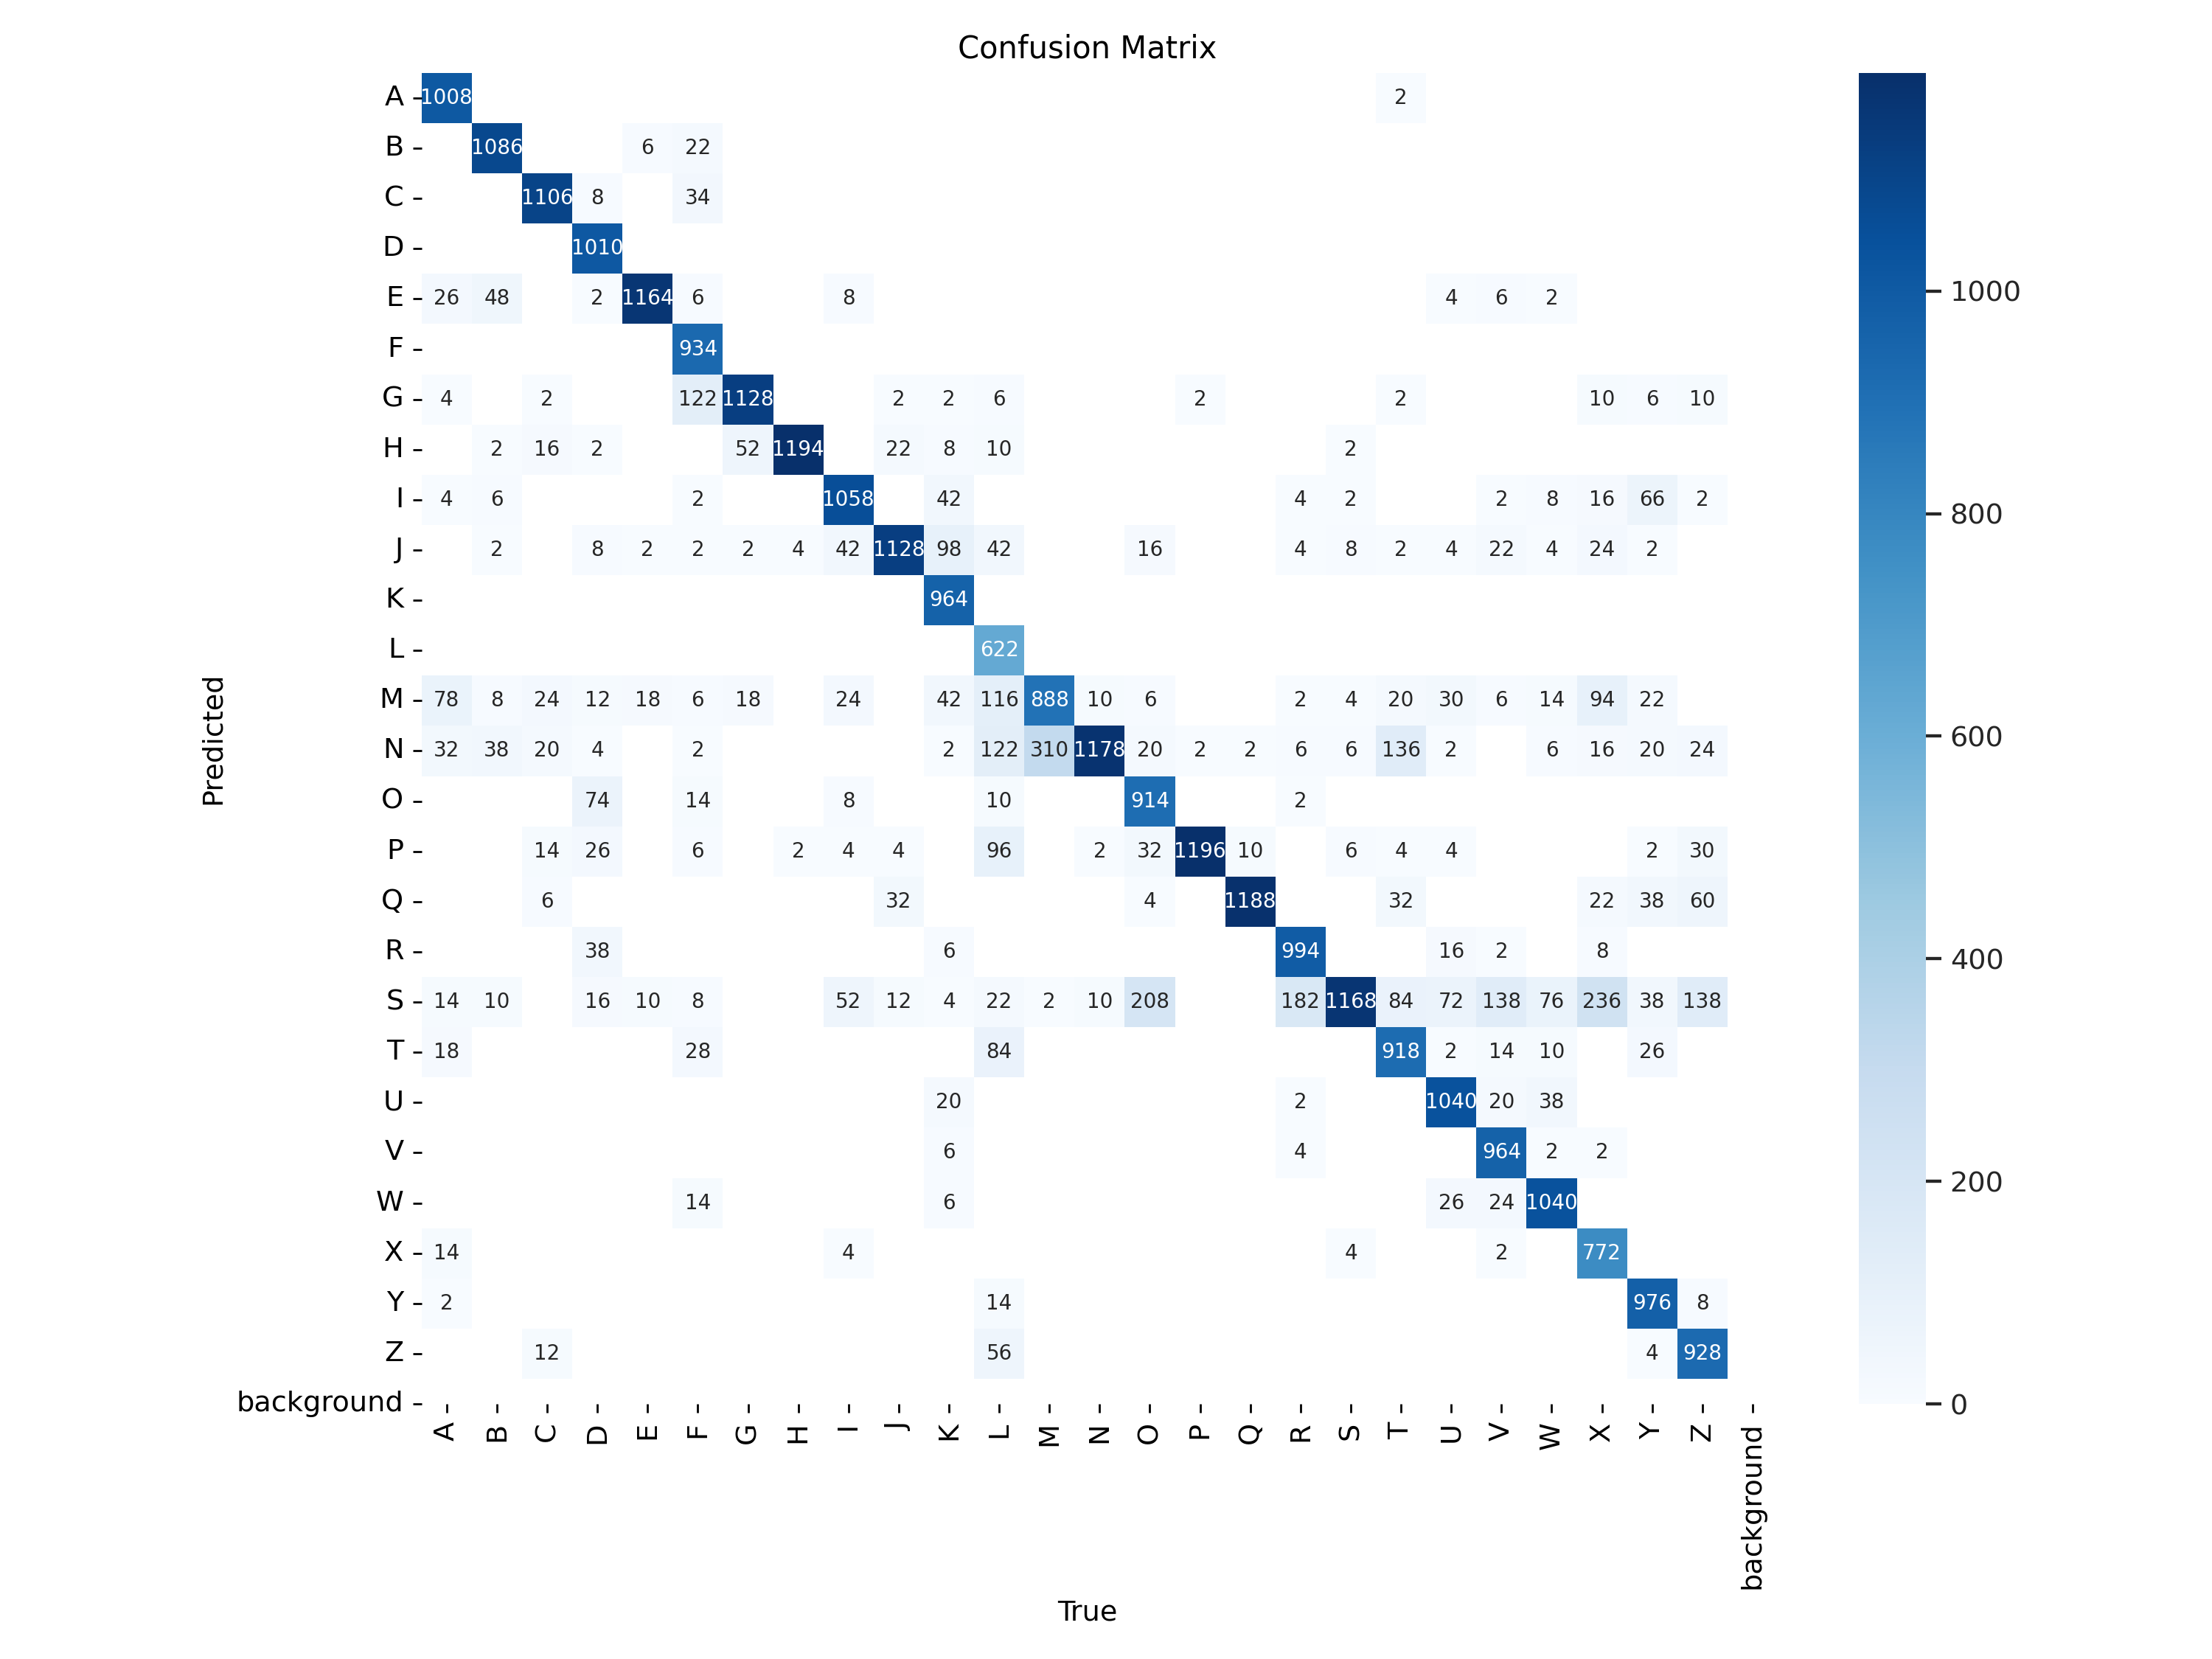 Confusion Matrix
A 1008 2
B 1086 6 22
C 1106 8 34
D 1010
E 26 48 2 1164 6 8 4 6 2
F 934
G 4 2 122 1128 2 2 6 2 2 10 6 10
H 2 16 2 52 1194 22 8 10 2
I 4 6 2 1058 42 4 2 2 8 16 66 2
J 2 8 2 2 2 4 42 1128 98 42 16 4 8 2 4 22 4 24 2
K 964
L 622
M 78 8 24 12 18 6 18 24 42 116 888 10 6 2 4 20 30 6 14 94 22
N 32 38 20 4 2 2 122 310 1178 20 2 2 6 6 136 2 6 16 20 24
O 74 14 8 10 914 2
P 14 26 6 2 4 4 96 2 32 1196 10 6 4 4 2 30
Q 6 32 4 1188 32 22 38 60
R 38 6 994 16 2 8
S 14 10 16 10 8 52 12 4 22 2 10 208 182 1168 84 72 138 76 236 38 138
T 18 28 84 918 2 14 10 26
U 20 2 1040 20 38
V 6 4 964 2 2
W 14 6 26 24 1040
X 14 4 4 2 772
Y 2 14 976 8
Z 12 56 4 928
background
A B C D E F G H I J K L M N O P Q R S T U V W X Y Z background
Predicted
True
1000
800
600
400
200
0